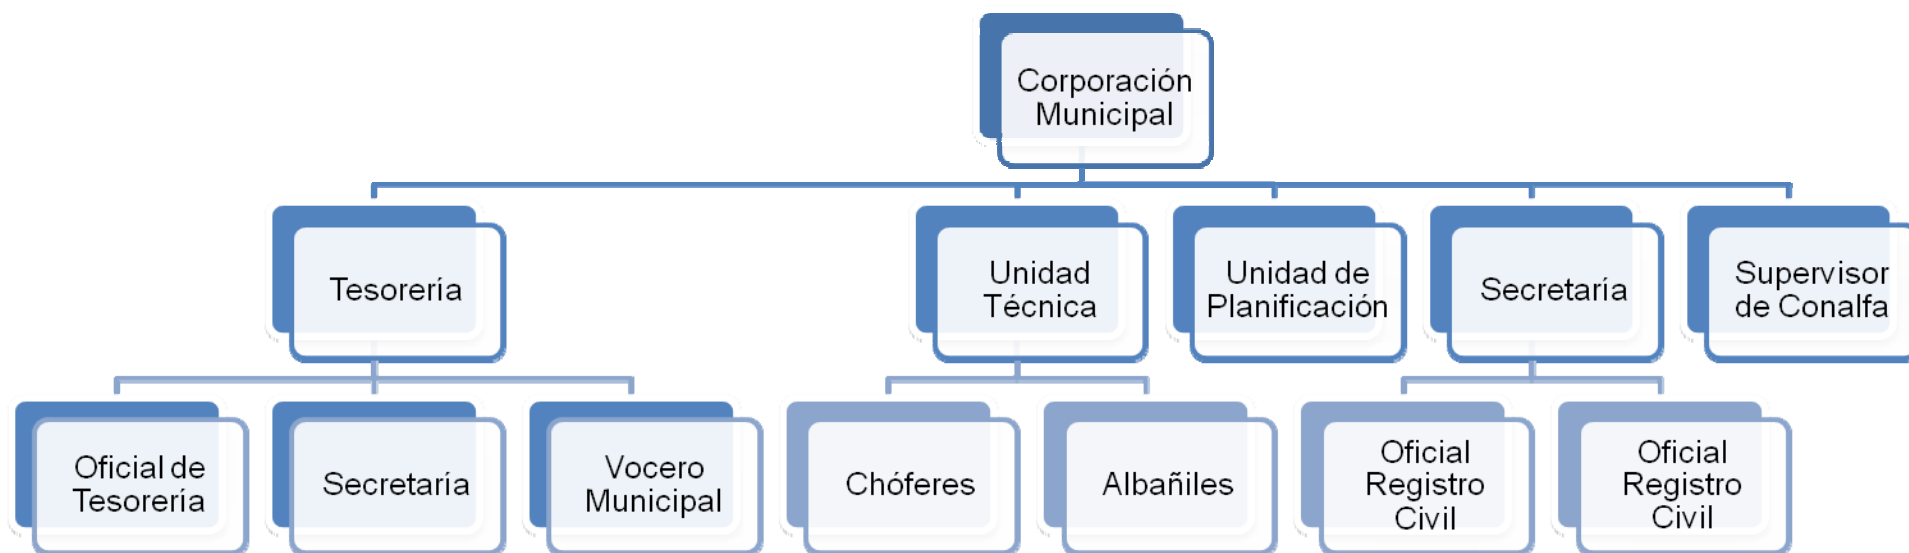 Corporación
Municipal
Tesorería
Unidad
Técnica
Unidad de
Planificación
Secretaría
Supervisor
de Conalfa
Oficial de
Tesorería
Secretaría
Vocero
Municipal
Chóferes
Albañiles
Oficial
Registro
Civil
Oficial
Registro
Civil